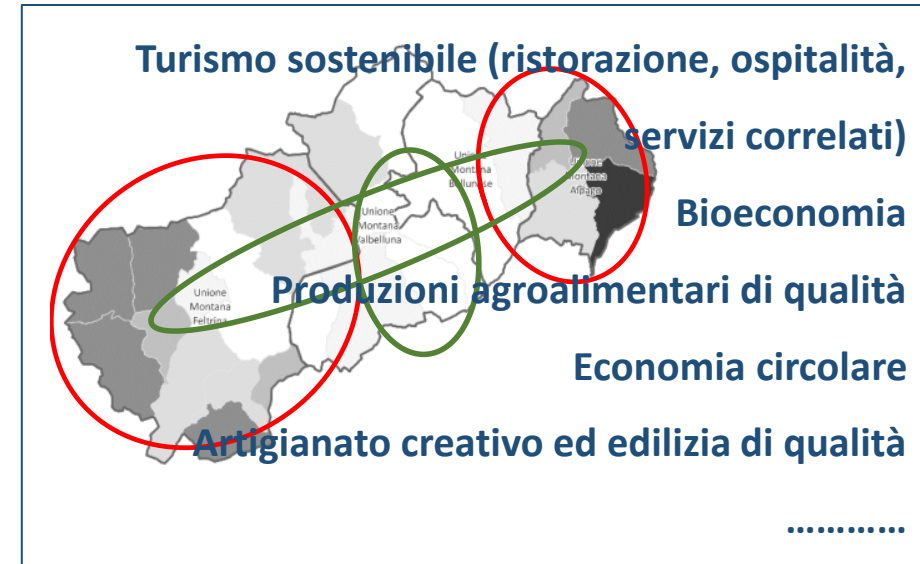 Turismo sostenibile (ristorazione, ospitalità,
servizi correlati)
Bioeconomia
Produzioni agroalimentari di qualità
Economia circolare
Artigianato creativo ed edilizia di qualità
…………
Unione
Montana
Feltrina
Unione
Montana
Valbelluna
Unione
Montana
Bellunese
Unione
Montana
Alpago